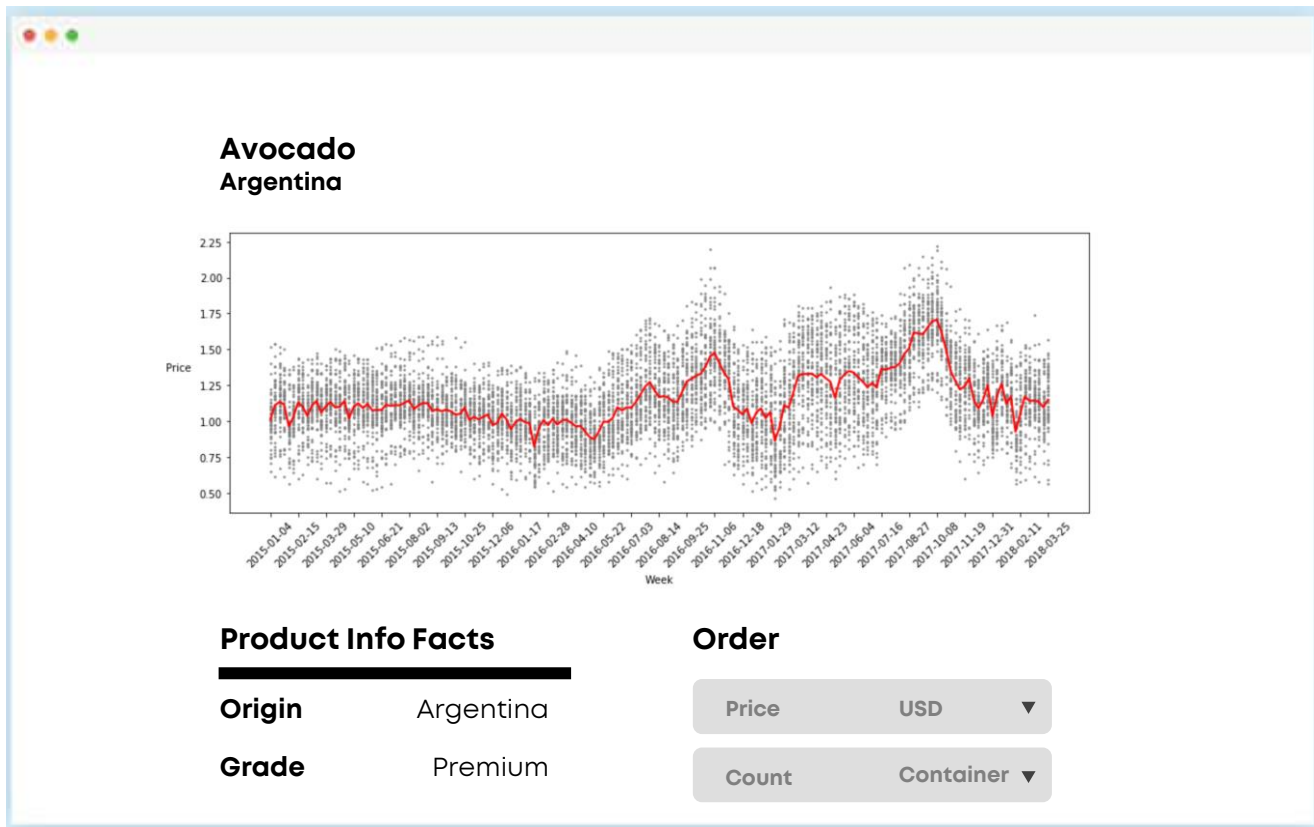 Avocado
Argentina
2.25
2.00
1.75
1.50
Price
1.25
1.00
0.75
0.50
2015-01-04 2015-02-15 2015-03-29 2015-05-10 2015-06-21 2015-08-02 2015-09-13 2015-10-25 2015-12-06 2016-01-17 2016-02-28 2016-04-10 2016-05-22 2016-07-03 2016-08-14 2016-09-25 2016-11-06 2016-12-18 2017-01-29 2017-03-12 2017-04-23 2017-06-04 2017-07-16 2017-08-27 2017-10-08 2017-11-19 2017-12-31 2018-02-11 2018-03-25
Week
Product Info Facts
Origin Argentina
Grade Premium
Order
Price USD
Count Container